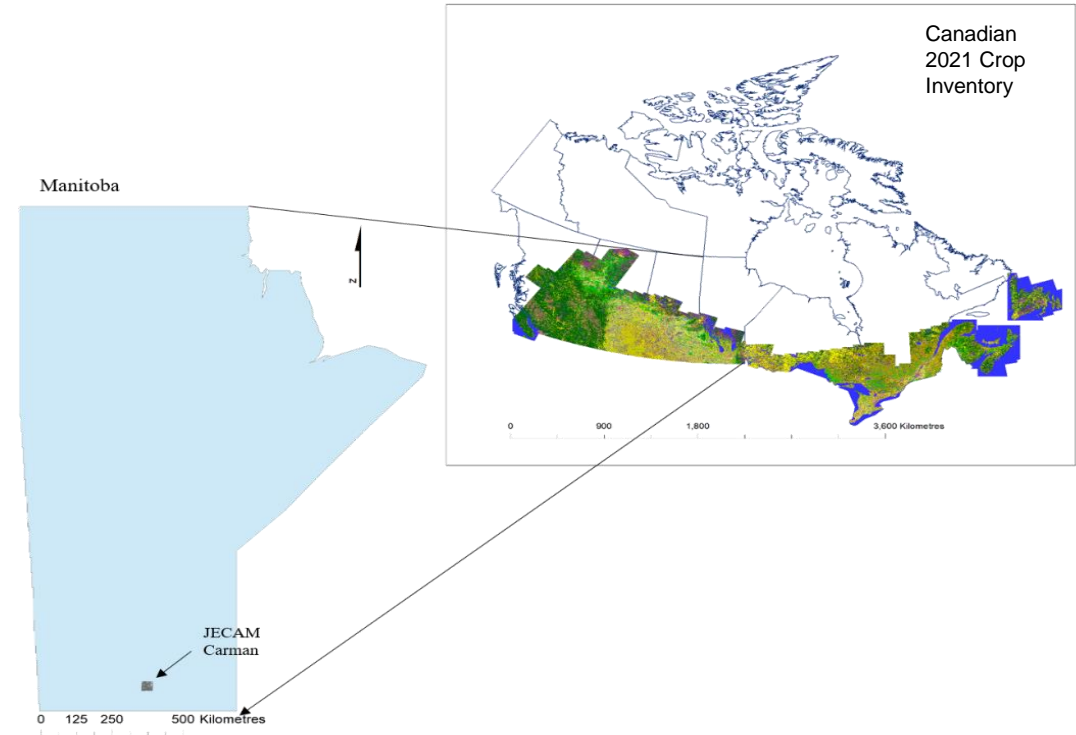 Canadian
2021 Crop
Inventory
Manitoba
N
0 900 1,800 3,600 Kilometres
JECAM
Carman
0 125 250 500 Kilometres